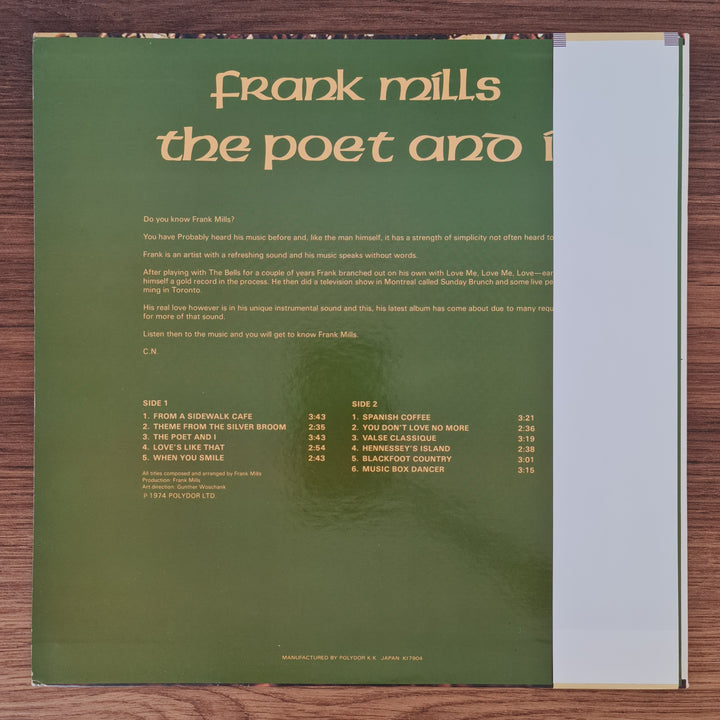 frank mills
the poet and i
Do you know Frank Mills?
You have Probably heard his music before and, like the man himself, it has a strength of simplicity not often heard to
Frank is an artist with a refreshing sound and his music speaks without words.
After playing with The Bells for a couple of years Frank branched out on his own with Love Me, Love Me, Love—ear
himself a gold record in the process. He then did a television show in Montreal called Sunday Brunch and some live pe
ming in Toronto.
His real love however is in his unique instrumental sound and this, his latest album has come about due to many requ
for more of that sound.
Listen then to the music and you will get to know Frank Mills.
C.N.
SIDE 1
1. FROM A SIDEWALK CAFE 3:43
2. THEME FROM THE SILVER BROOM 2:35
3. THE POET AND I 3:43
4. LOVE'S LIKE THAT 2:54
5. WHEN YOU SMILE 2:43
All titles composed and arranged by Frank Mills
Production: Frank Mills
Art direction: Gunther Woschank
℗ 1974 POLYDOR LTD.
SIDE 2
1. SPANISH COFFEE 3:21
2. YOU DON'T LOVE NO MORE 2:36
3. VALSE CLASSIQUE 3:19
4. HENNESSEY'S ISLAND 2:38
5. BLACKFOOT COUNTRY 3:01
6. MUSIC BOX DANCER 3:15
MANUFACTURED BY POLYDOR K.K. JAPAN KI7904